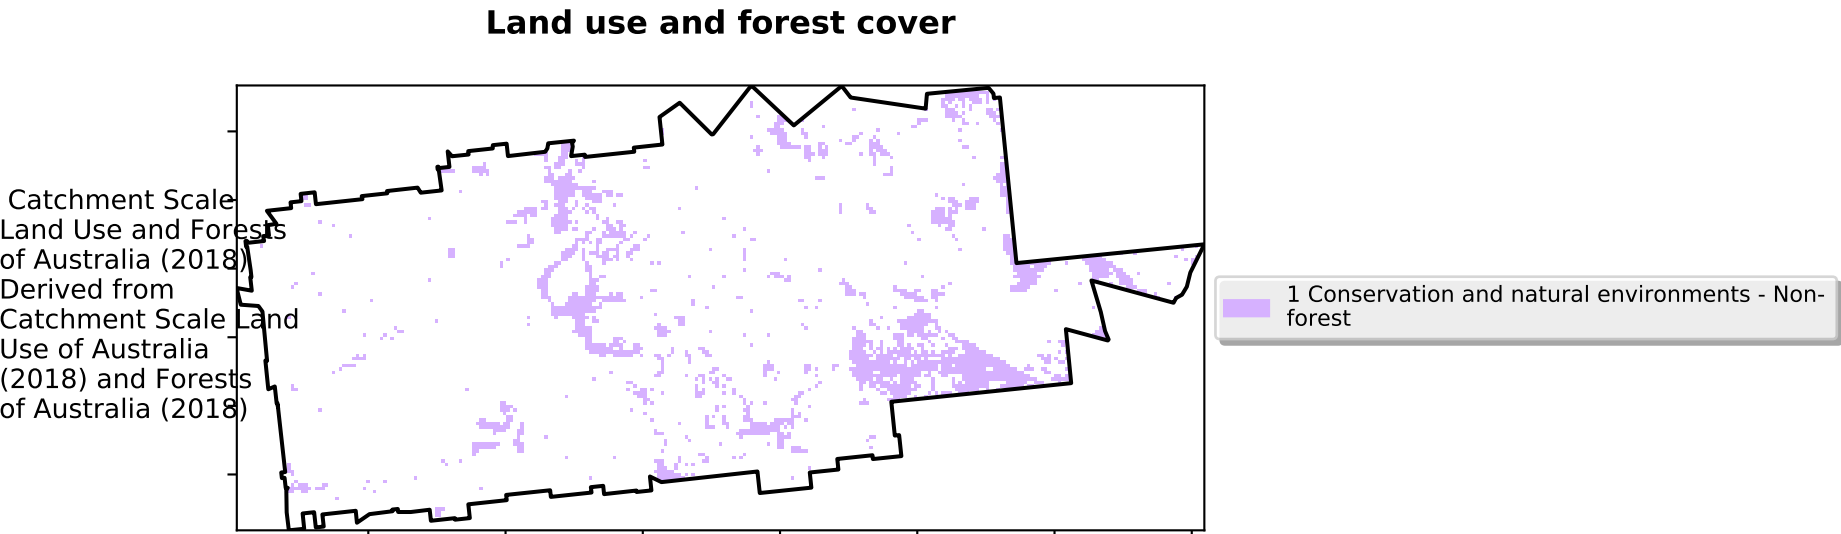 Land use and forest cover
Catchment Scale
Land Use and Forests
of Australia (2018)
Derived from
Catchment Scale Land
Use of Australia
(2018) and Forests
of Australia (2018)
1 Conservation and natural environments - Non-
forest